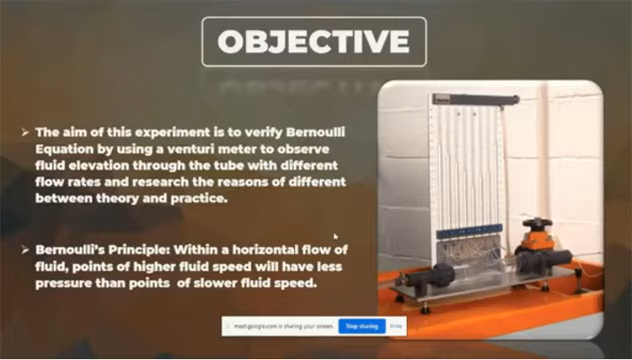 OBJECTIVE
➢ The aim of this experiment is to verify Bernoulli
Equation by using a venturi meter to observe
fluid elevation through the tube with different
flow rates and research the reasons of different
between theory and practice.
➢ Bernoulli's Principle: Within a horizontal flow of
fluid, points of higher fluid speed will have less
pressure than points of slower fluid speed.
meet.google.com is sharing your screen. Stop sharing Hide